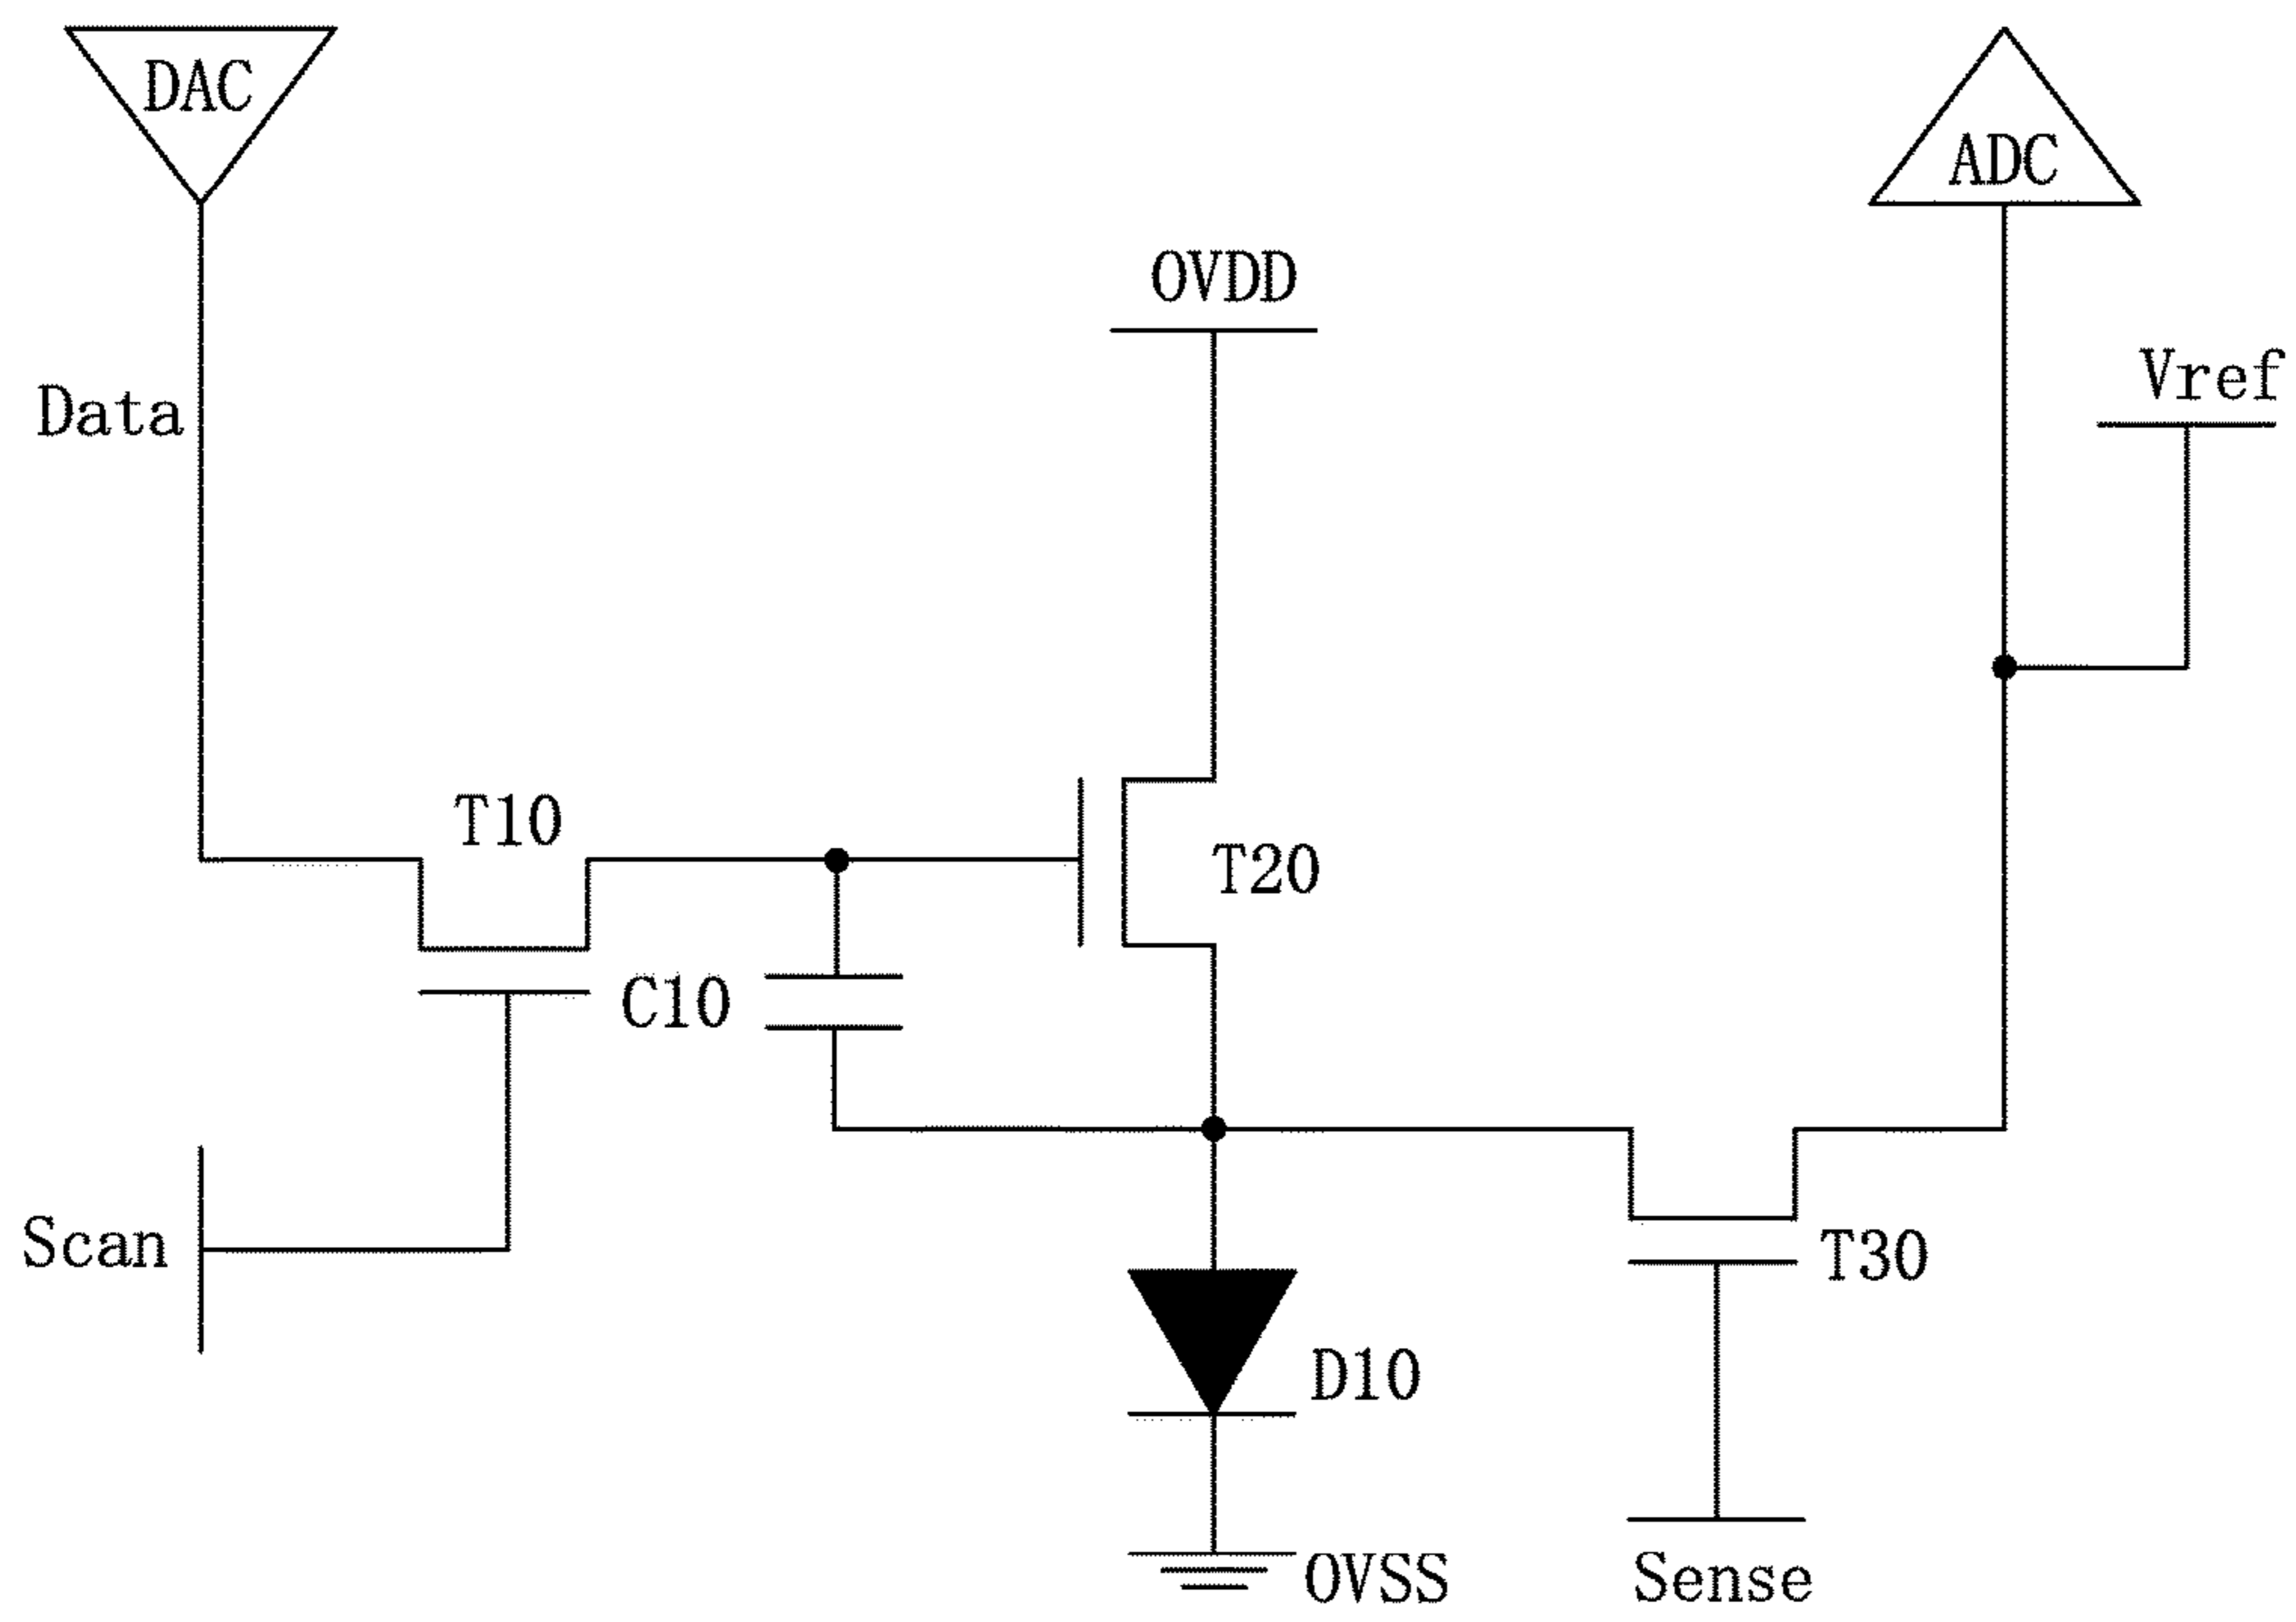 DAC
ADC
OVDD
Vref
Data
T10
T20
C10
Scan
T30
D10
OVSS
Sense